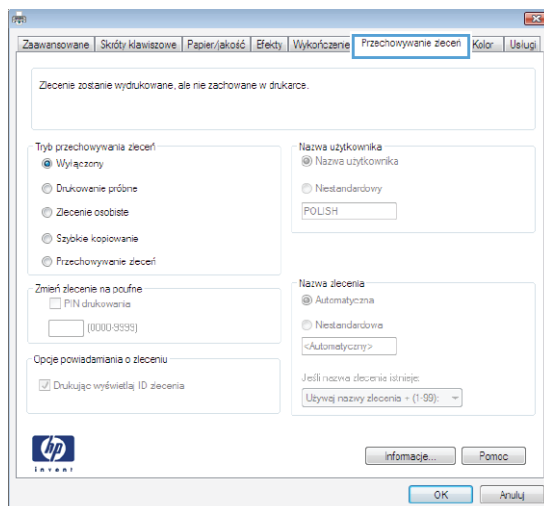 Zaawansowane Skróty klawiszowe Papier/jakość Efekty Wykończenie Przechowywanie zleceń Kolor Usługi
Zlecenie zostanie wydrukowane, ale nie zachowane w drukarce.
Tryb przechowywania zleceń
Wyłączony
Drukowanie próbne
Zlecenie osobiste
Szybkie kopiowanie
Przechowywanie zleceń
Nazwa użytkownika
Nazwa użytkownika
Niestandardowy
POLISH
Zmień zlecenie na poufne
PIN drukowania
(0000-9999)
Nazwa zlecenia
Automatyczna
Niestandardowa
<Automatyczny>
Jeśli nazwa zlecenia istnieje:
Używaj nazwy zlecenia + (1-99):
Opcje powiadamiania o zleceniu
Drukując wyświetlaj ID zlecenia
hp
invent
Informacje... Pomoc
OK Anuluj